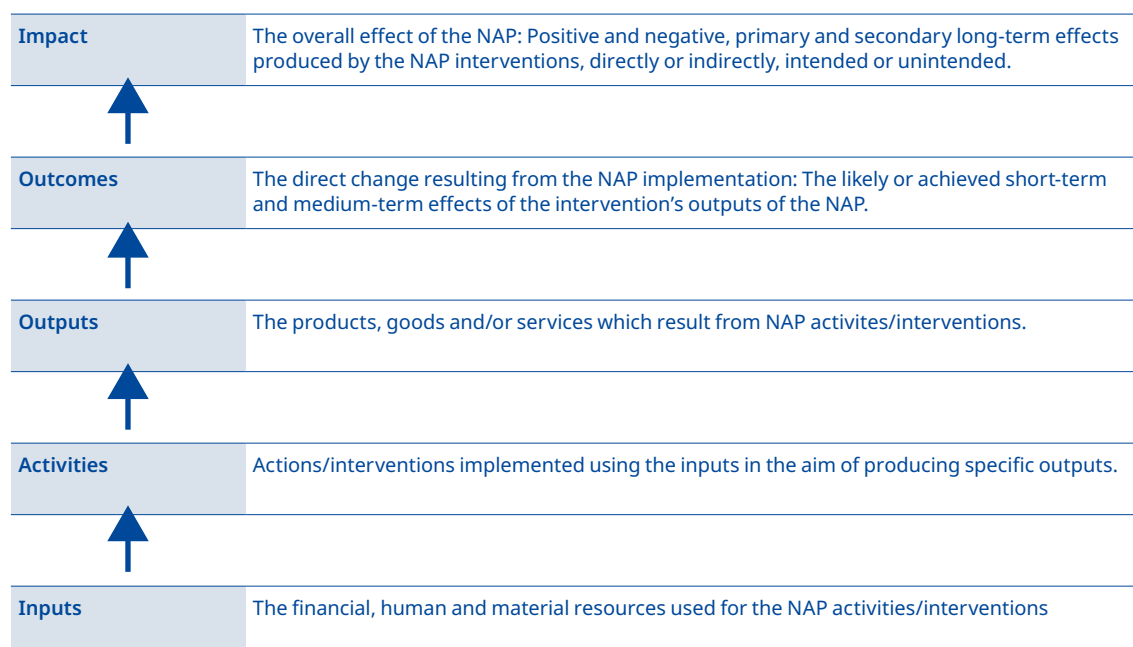 Impact
The overall effect of the NAP: Positive and negative, primary and secondary long-term effects
produced by the NAP interventions, directly or indirectly, intended or unintended.
Outcomes
The direct change resulting from the NAP implementation: The likely or achieved short-term
and medium-term effects of the intervention’s outputs of the NAP.
Outputs
The products, goods and/or services which result from NAP activites/interventions.
Activities
Actions/interventions implemented using the inputs in the aim of producing specific outputs.
Inputs
The financial, human and material resources used for the NAP activities/interventions